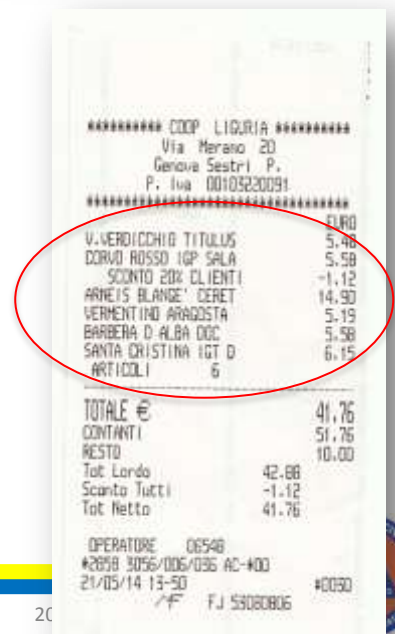 ********** COOP LIGURIA **********
Via Merano 20
Genova Sestri P.
P. Iva 00103220091
**********************************
EURO
V.VERDICCHIO TITULUS 5.48
CORVO ROSSO IGP SALA 5.58
SCONTO 20% CLIENTI -1.12
ARNEIS BLANGE' CERET 14.90
VERMENTINO ARAGOSTA 5.19
BARBERA D ALBA DOC 5.58
SANTA CRISTINA IGT D 6.15
ARTICOLI 6
TOTALE € 41.76
CONTANTI 51.76
RESTO 10.00
Tot Lordo 42.88
Sconto Tutti -1.12
Tot Netto 41.76
OPERATORE 06548
#2858 3056/006/036 AC-#00
21/05/14 13-50 #0050
FJ 53080806
20